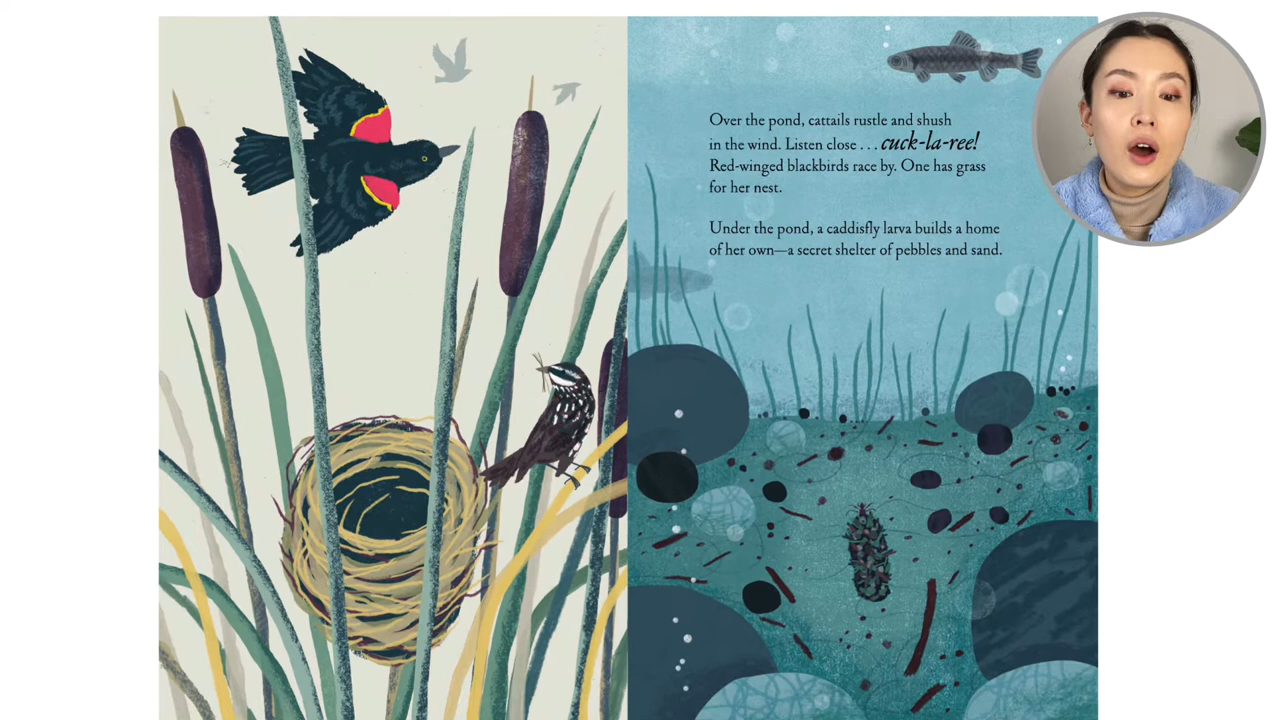 Over the pond, cattails rustle and shush
in the wind. Listen close . . . cuck-la-ree!
Red-winged blackbirds race by. One has grass
for her nest.
Under the pond, a caddisfly larva builds a home
of her own—a secret shelter of pebbles and sand.